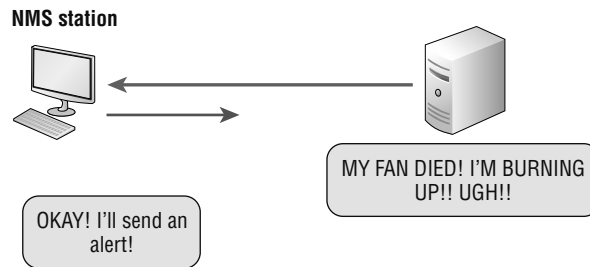 NMS station
MY FAN DIED! I'M BURNING
UP!! UGH!!
OKAY! I'll send an
alert!